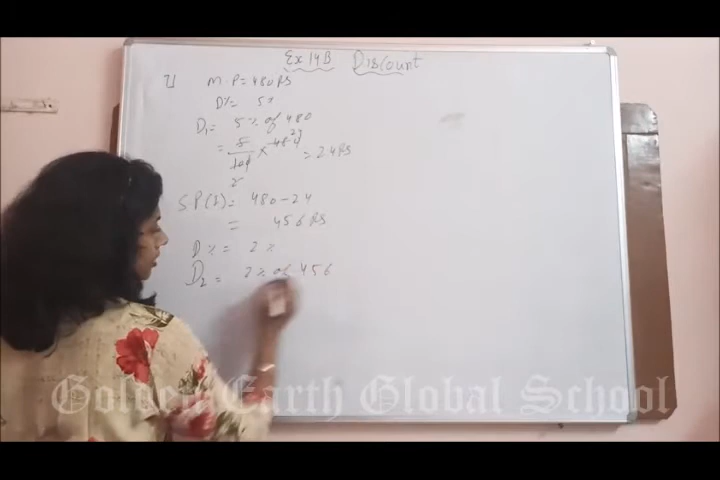 Ex 14B Discount
M.P = 480 RS
D% = 5%
D₁ = 5% of 480
= 5/100 × 480 = 24 RS
SP(1) = 480 - 24
= 456 RS
D% = 2%
D₂ = 2% of 456
Golden Earth Global School